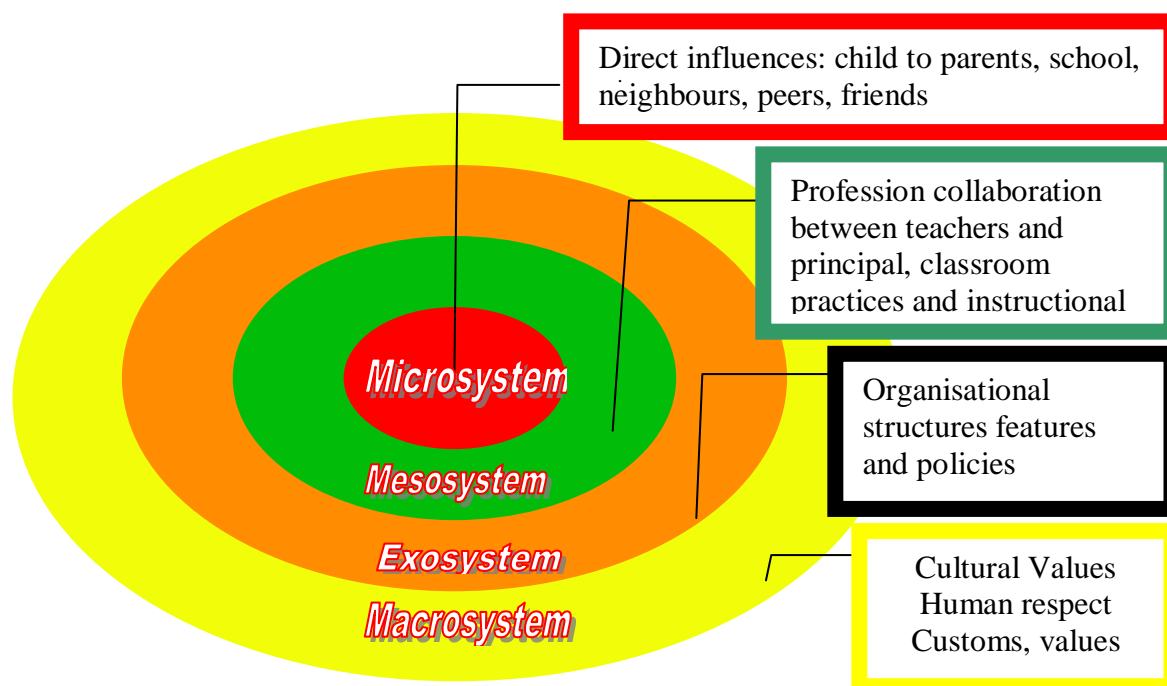 Direct influences: child to parents, school,
neighbours, peers, friends
Profession collaboration
between teachers and
principal, classroom
practices and instructional
Microsystem
Organisational
structures features
and policies
Mesosystem
Exosystem
Cultural Values
Human respect
Customs, values
Macrosystem